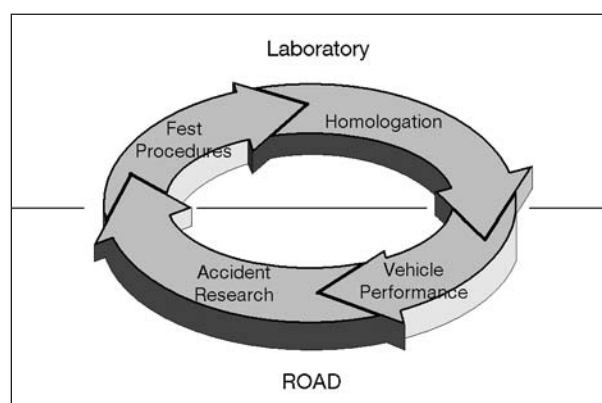 Laboratory
Fest
Procedures
Homologation
Accident
Research
Vehicle
Performance
ROAD